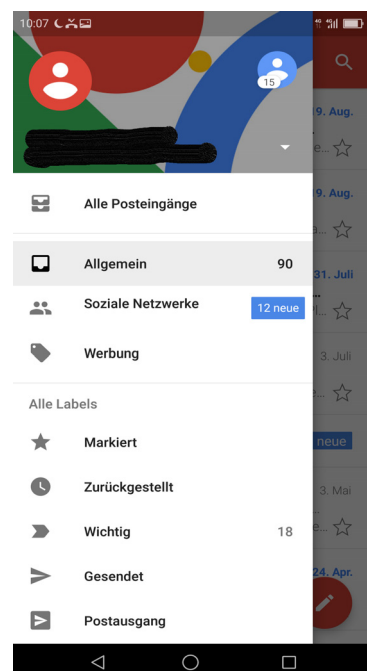 10:07
15
Alle Posteingänge
Allgemein 90
Soziale Netzwerke 12 neue
Werbung
Alle Labels
Markiert
Zurückgestellt
Wichtig 18
Gesendet
Postausgang
19. Aug.
e...
19. Aug.
31. Juli
3. Juli
neue
3. Mai
e...
24. Apr.